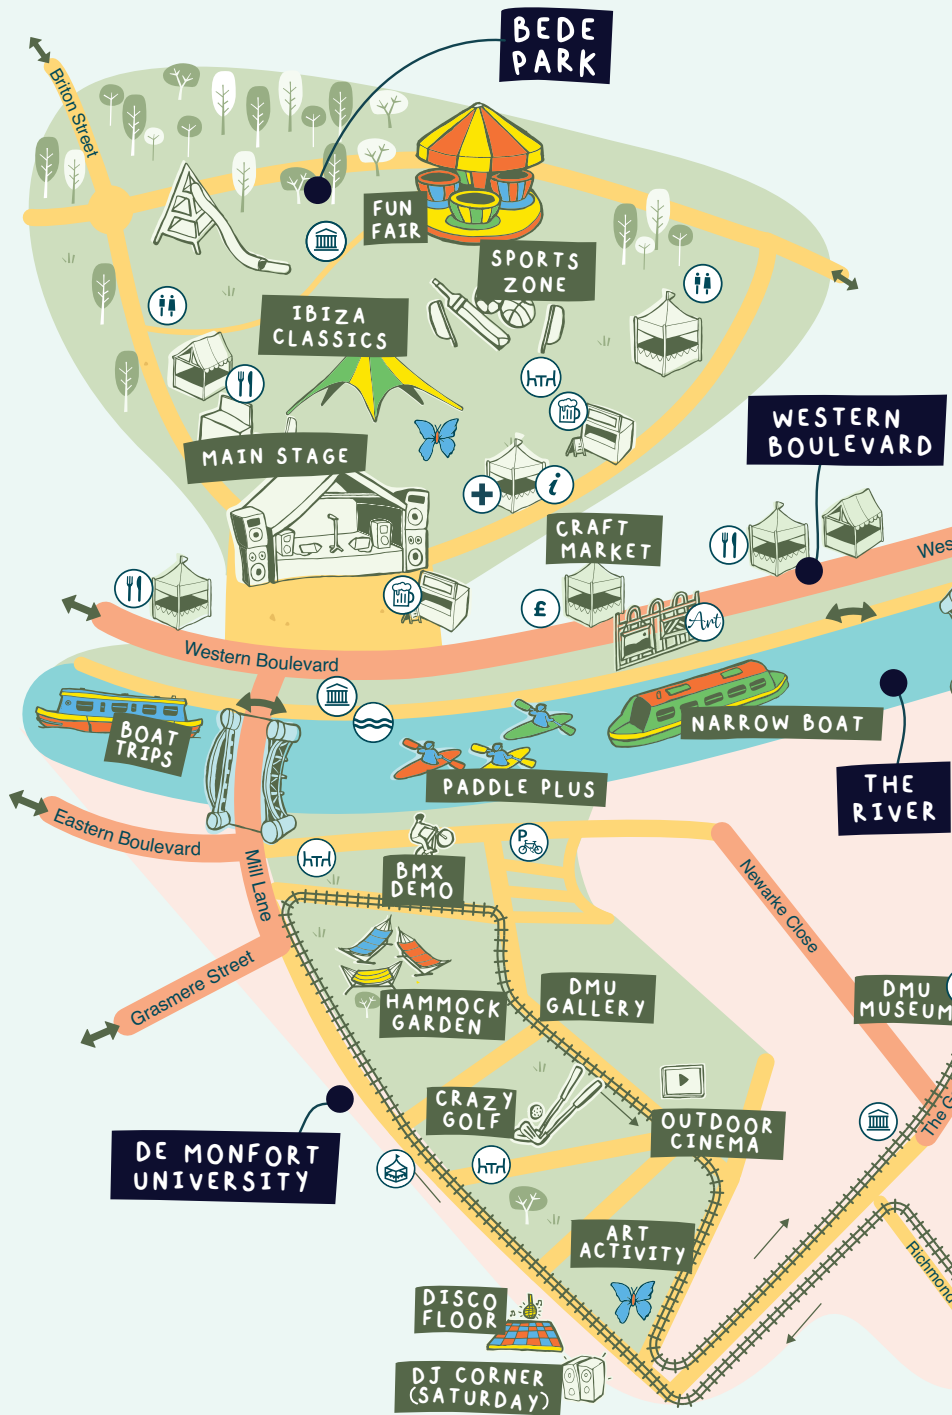 BEDE
PARK
Briton Street
FUN
FAIR
SPORTS
ZONE
IBIZA
CLASSICS
WESTERN
BOULEVARD
MAIN STAGE
i
CRAFT
MARKET
£
Art
Wes
Western Boulevard
BOAT
TRIPS
NARROW BOAT
PADDLE PLUS
THE
RIVER
Eastern Boulevard
Mill Lane
P
BMX
DEMO
Newarke Close
Grasmere Street
HAMMOCK
GARDEN
DMU
GALLERY
DMU
MUSEUM
CRAZY
GOLF
OUTDOOR
CINEMA
The G
DE MONFORT
UNIVERSITY
ART
ACTIVITY
Richmond
DISCO
FLOOR
DJ CORNER
(SATURDAY)